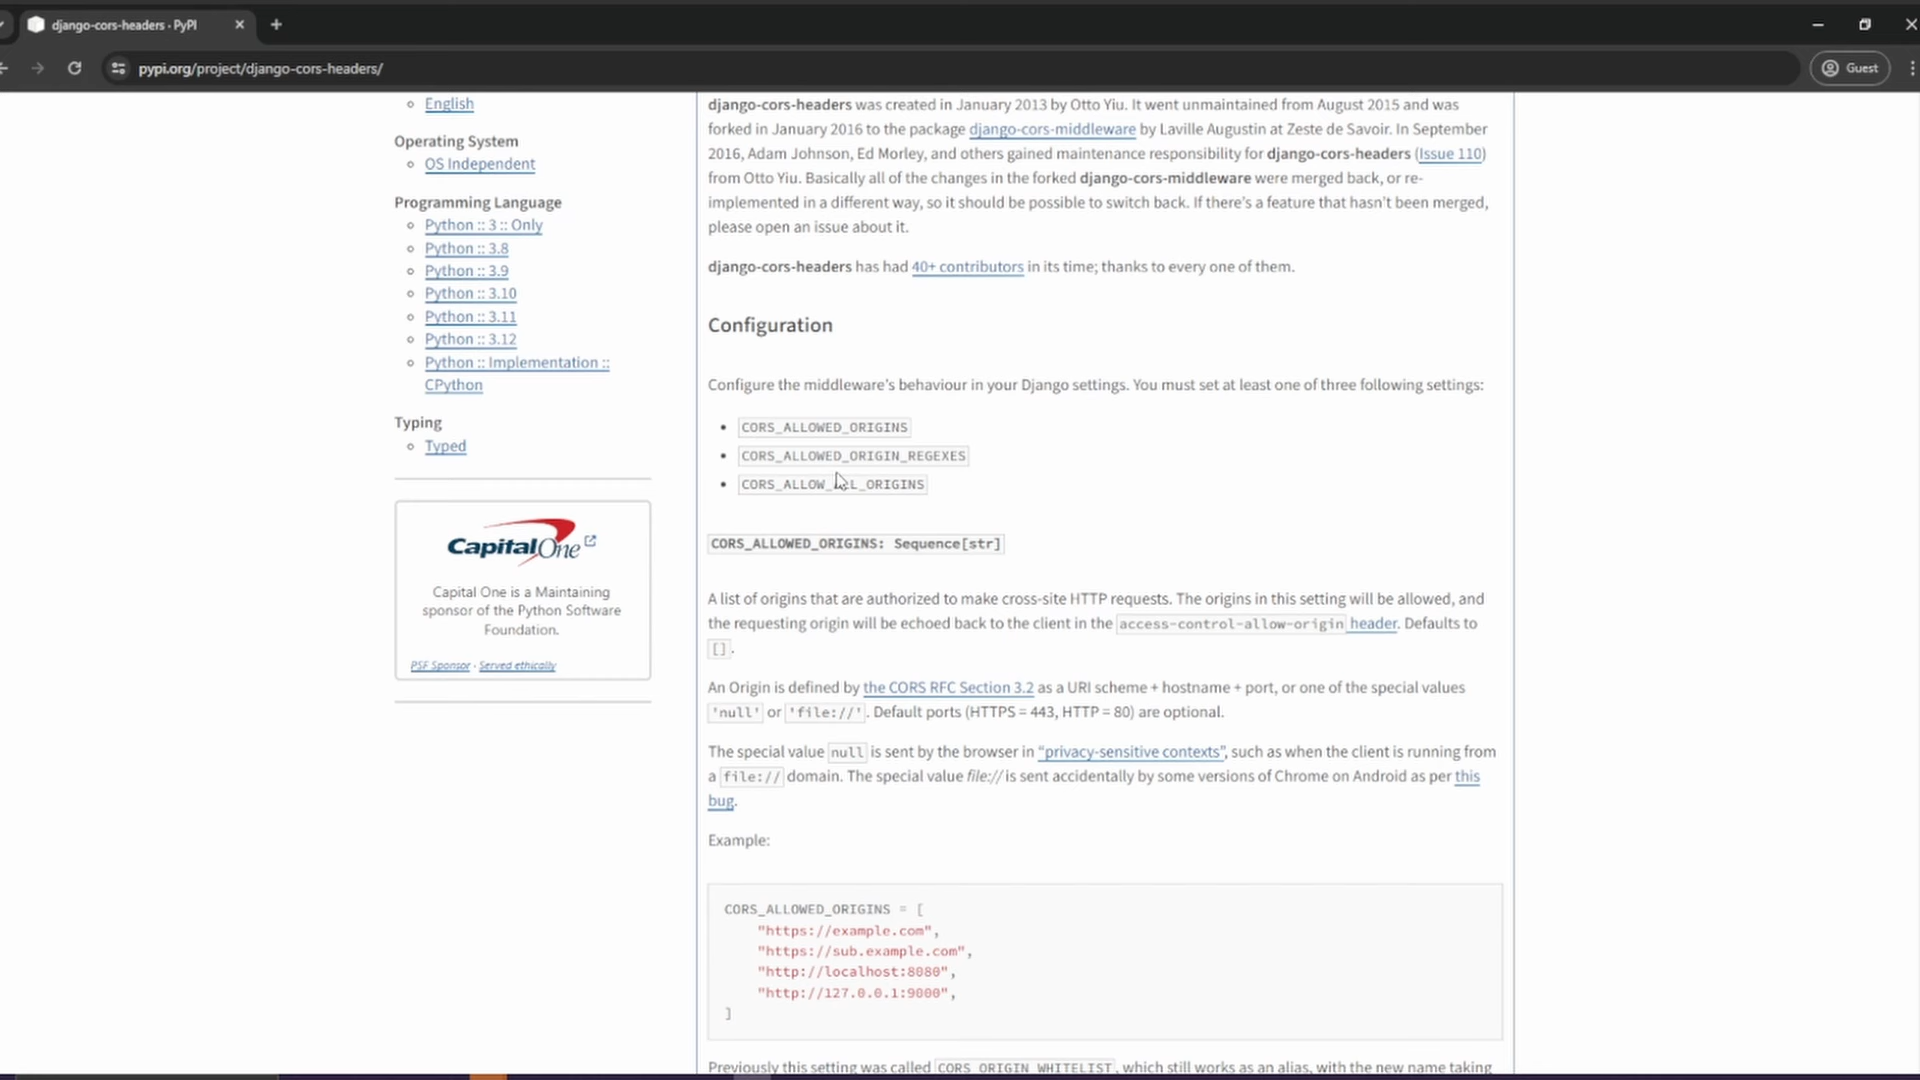 django-cors-headers · PyPI
pypi.org/project/django-cors-headers/
Guest
English
Operating System
OS Independent
Programming Language
Python :: 3 :: Only
Python :: 3.8
Python :: 3.9
Python :: 3.10
Python :: 3.11
Python :: 3.12
Python :: Implementation ::
CPython
Typing
Typed
CapitalOne
Capital One is a Maintaining
sponsor of the Python Software
Foundation.
PSF Sponsor · Served ethically
django-cors-headers was created in January 2013 by Otto Yiu. It went unmaintained from August 2015 and was
forked in January 2016 to the package django-cors-middleware by Laville Augustin at Zeste de Savoir. In September
2016, Adam Johnson, Ed Morley, and others gained maintenance responsibility for django-cors-headers (Issue 110)
from Otto Yiu. Basically all of the changes in the forked django-cors-middleware were merged back, or re-
implemented in a different way, so it should be possible to switch back. If there's a feature that hasn't been merged,
please open an issue about it.
django-cors-headers has had 40+ contributors in its time; thanks to every one of them.
Configuration
Configure the middleware's behaviour in your Django settings. You must set at least one of three following settings:
CORS_ALLOWED_ORIGINS
CORS_ALLOWED_ORIGIN_REGEXES
CORS_ALLOW_ALL_ORIGINS
CORS_ALLOWED_ORIGINS: Sequence[str]
A list of origins that are authorized to make cross-site HTTP requests. The origins in this setting will be allowed, and
the requesting origin will be echoed back to the client in the access-control-allow-origin header. Defaults to
[].
An Origin is defined by the CORS RFC Section 3.2 as a URI scheme + hostname + port, or one of the special values
'null' or 'file://'. Default ports (HTTPS = 443, HTTP = 80) are optional.
The special value null is sent by the browser in “privacy-sensitive contexts”, such as when the client is running from
a file:// domain. The special value file:// is sent accidentally by some versions of Chrome on Android as per this
bug.
Example:
CORS_ALLOWED_ORIGINS = [
"https://example.com",
"https://sub.example.com",
"http://localhost:8080",
"http://127.0.0.1:9000",
]
Previously this setting was called CORS_ORIGIN_WHITELIST, which still works as an alias, with the new name taking